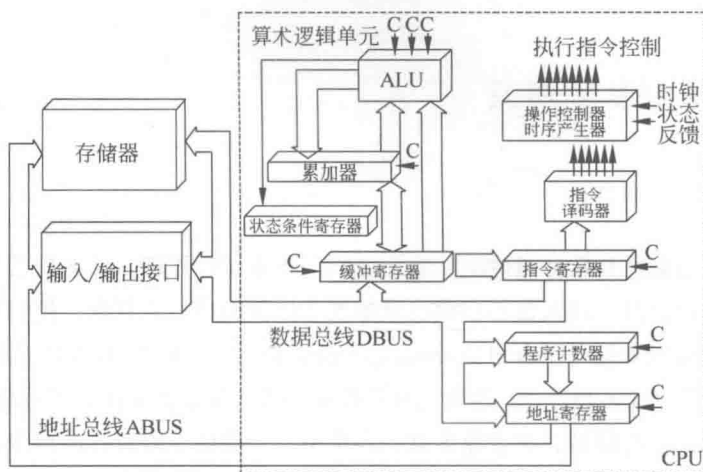 算术逻辑单元
C
CC
ALU
执行指令控制
操作控制器
时序产生器
时钟
状态
反馈
存储器
C
累加器
指令
译码器
状态条件寄存器
输入/输出接口
C
缓冲寄存器
指令寄存器
C
数据总线DBUS
程序计数器
C
地址寄存器
C
地址总线ABUS
CPU